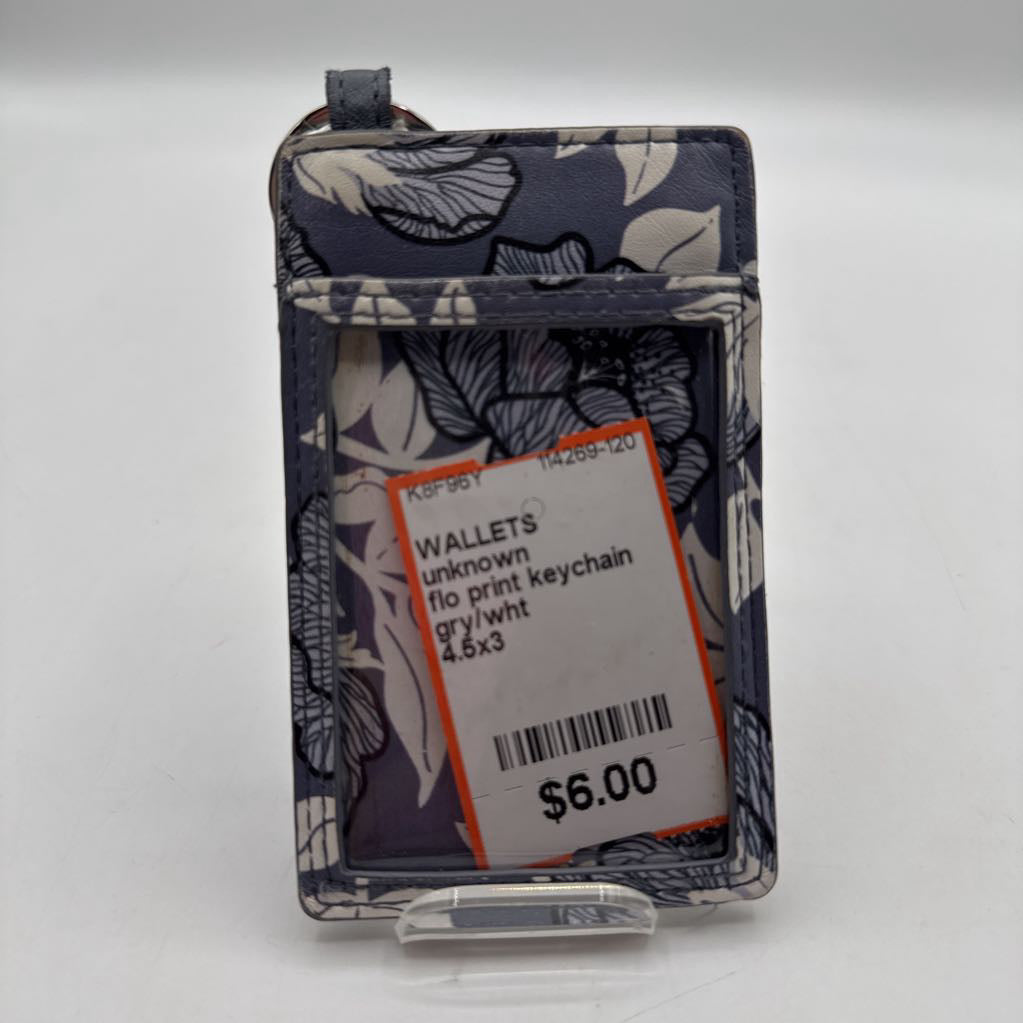 K8F96Y 114269-120
WALLETS
unknown
flo print keychain
gry/wht
4.5x3
$6.00